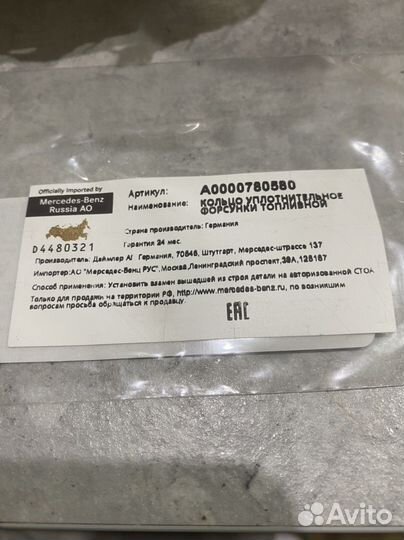 Officially Imported by
Mercedes-Benz
Russia AO
D4480321
Артикул: A0000780580
Наименование: КОЛЬЦО УПЛОТНИТЕЛЬНОЕ
ФОРСУНКИ ТОПЛИВНОЙ
Страна производитель: Германия
Гарантия 24 мес.
Производитель: Даймлер АГ Германия, 70546, Штутгарт, Мерседес-штрассе 137
Импортер:АО "Мерседес-Бенц РУС",Москва,Ленинградский проспект,39А,125167
Способ применения: Установить взамен вышедшей из строя детали на авторизованной СТОА
Только для продажи на территории РФ, http://www.mercedes-benz.ru, по возникшим
вопросам просьба обращаться к продавцу.
EAC
Avito